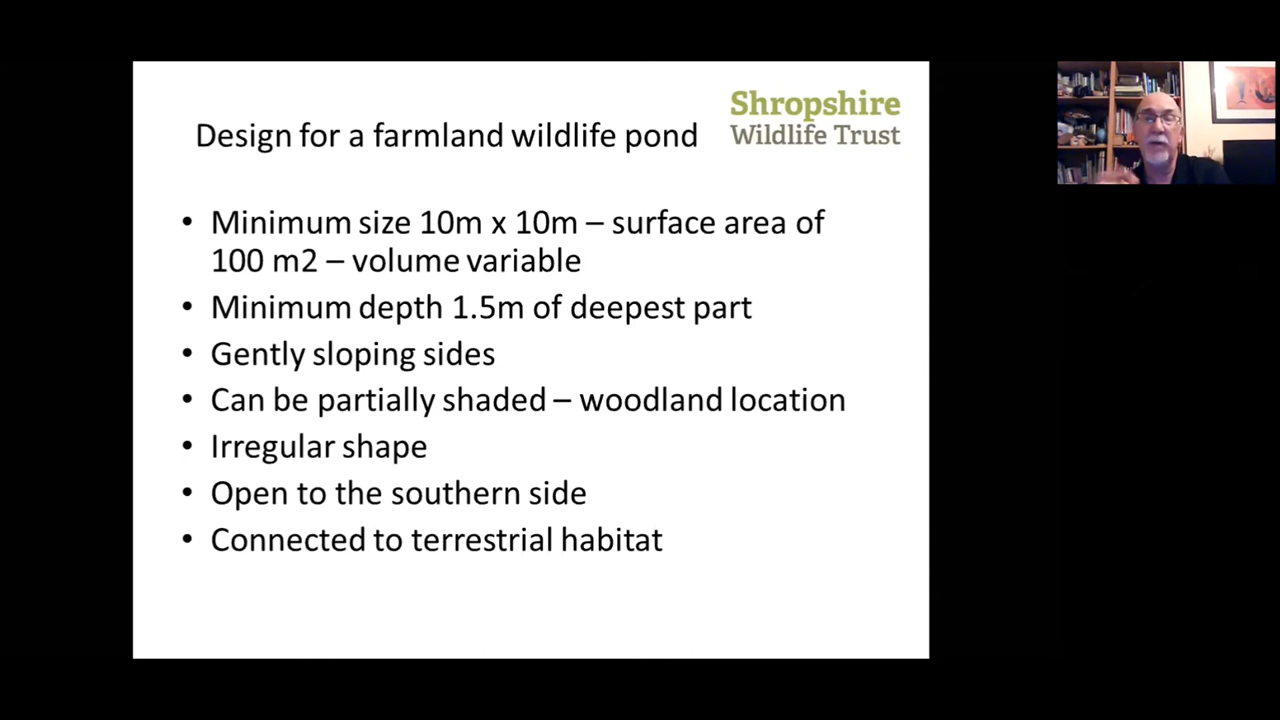 Shropshire
Wildlife Trust
Design for a farmland wildlife pond
• Minimum size 10m x 10m – surface area of
100 m2 – volume variable
• Minimum depth 1.5m of deepest part
• Gently sloping sides
• Can be partially shaded – woodland location
• Irregular shape
• Open to the southern side
• Connected to terrestrial habitat